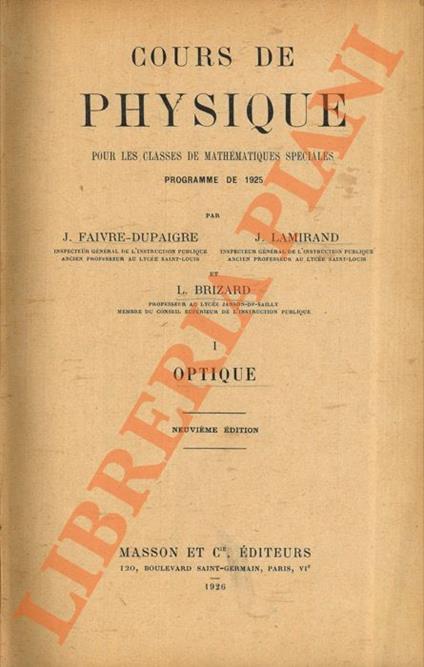 COURS DE
PHYSIQUE
POUR LES CLASSES DE MATHÉMATIQUES SPÉCIALES
PROGRAMME DE 1925
PAR
J. FAIVRE-DUPAIGRE
INSPECTEUR GÉNÉRAL DE L'INSTRUCTION PUBLIQUE
ANCIEN PROFESSEUR AU LYCÉE SAINT-LOUIS
J. LAMIRAND
INSPECTEUR GÉNÉRAL DE L'INSTRUCTION PUBLIQUE
ANCIEN PROFESSEUR AU LYCÉE SAINT-LOUIS
ET
L. BRIZARD
PROFESSEUR AU LYCÉE JANSON-DE-SAILLY
MEMBRE DU CONSEIL SUPÉRIEUR DE L'INSTRUCTION PUBLIQUE
I
OPTIQUE
NEUVIÈME ÉDITION
MASSON ET Cie, ÉDITEURS
120, BOULEVARD SAINT-GERMAIN, PARIS, VIe
1926
LIBRERIA PIANI